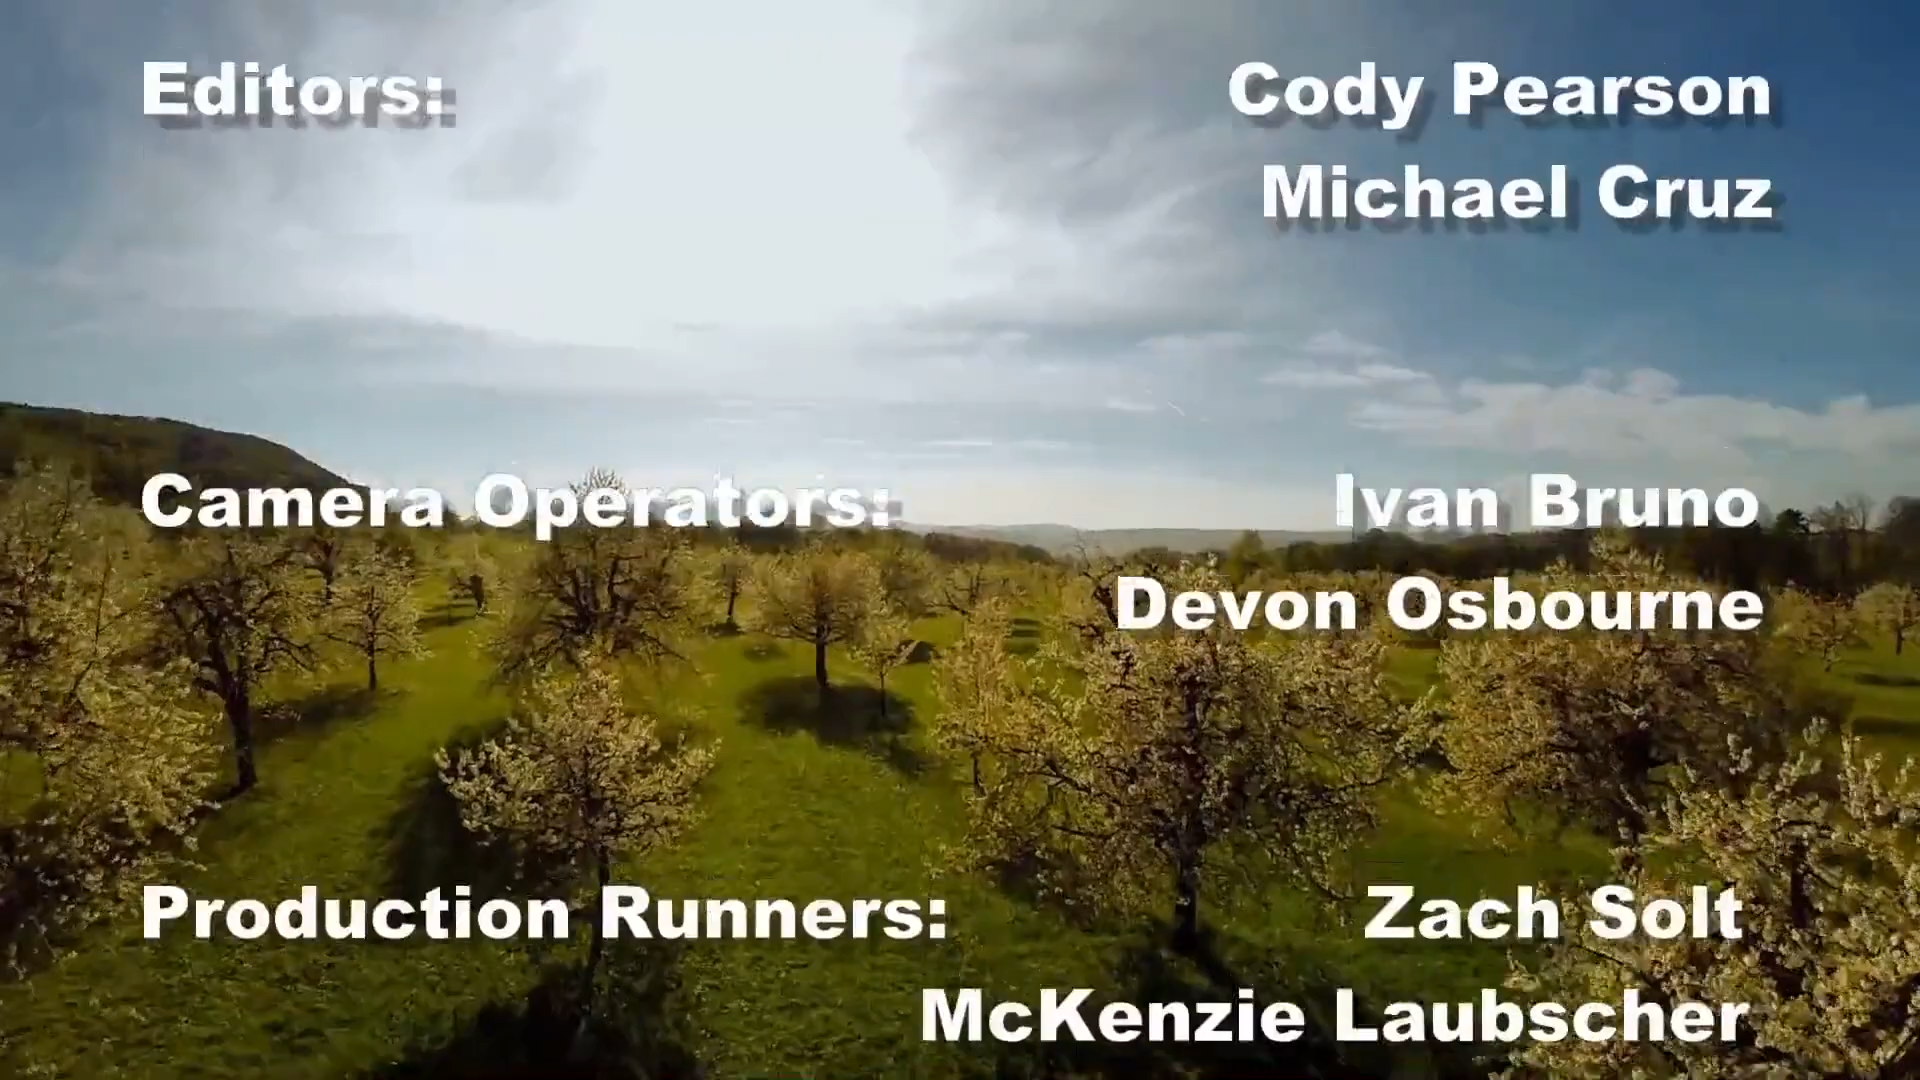 Editors: Cody Pearson
Michael Cruz
Camera Operators: Ivan Bruno
Devon Osbourne
Production Runners: Zach Solt
McKenzie Laubscher